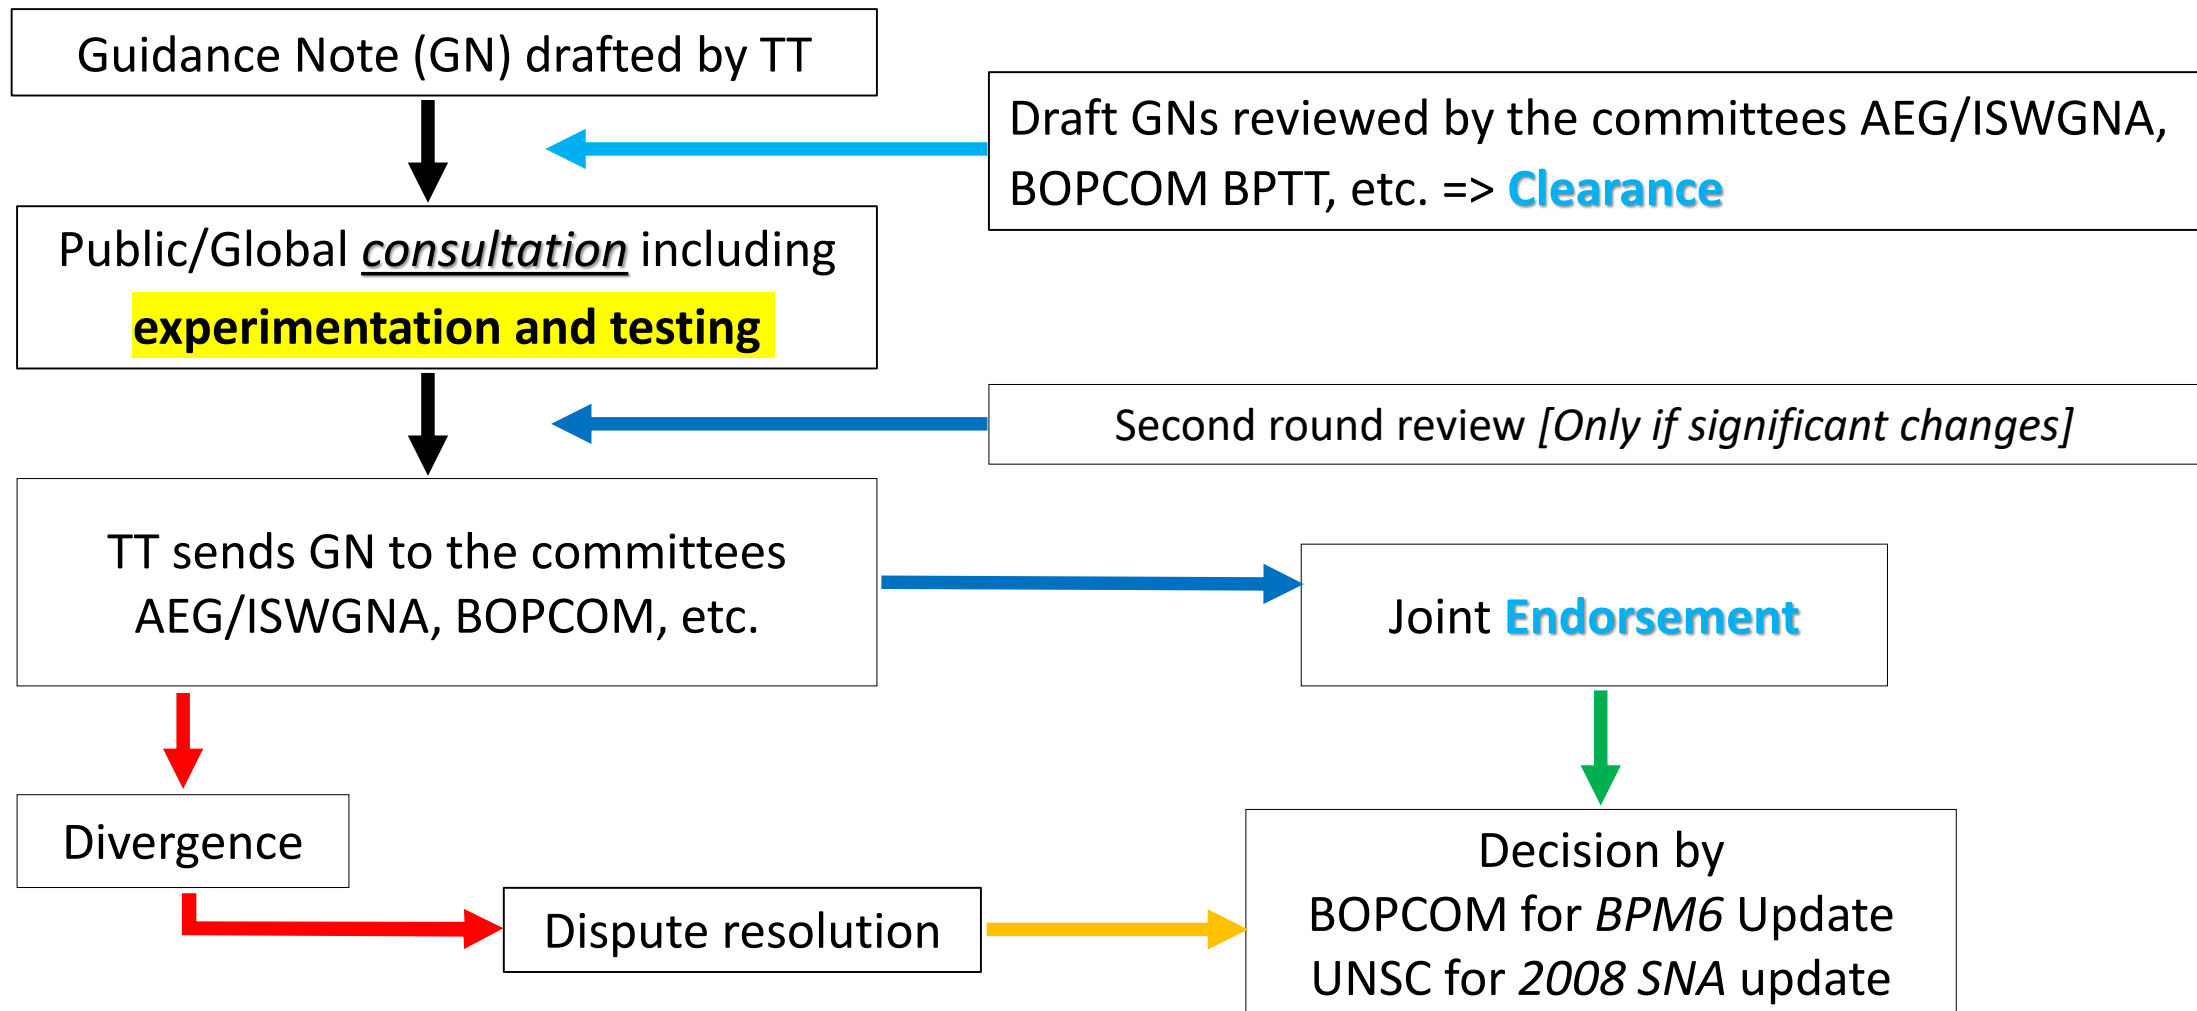 Guidance Note (GN) drafted by TT
Draft GNs reviewed by the committees AEG/ISWGNA,
BOPCOM BPTT, etc. => Clearance
Public/Global consultation including
experimentation and testing
Second round review [Only if significant changes]
TT sends GN to the committees
AEG/ISWGNA, BOPCOM, etc.
Joint Endorsement
Divergence
Dispute resolution
Decision by
BOPCOM for BPM6 Update
UNSC for 2008 SNA update